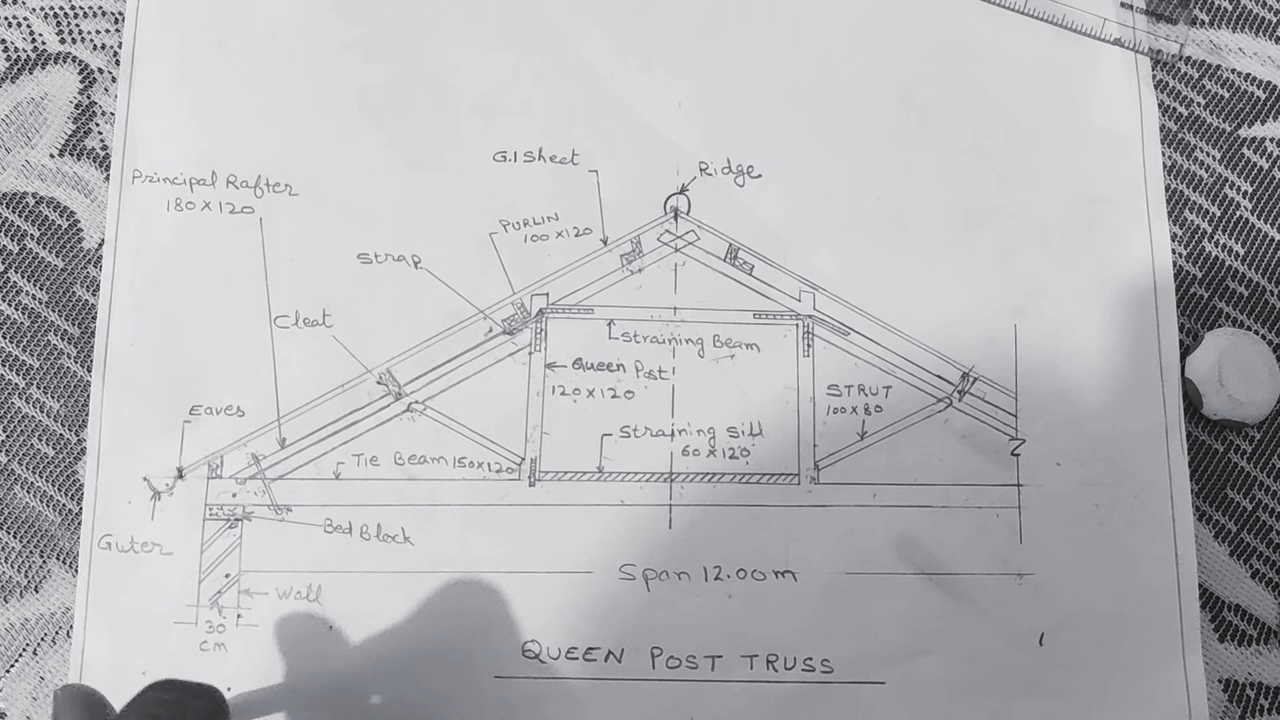 NON CO
G.I Sheet
Ridge
Principal Rafter
180 X 120
PURLIN
100 X 120
Strap
Cleat
Straining Beam
Queen Post
120 X 120
STRUT
100 X 80
Eaves
Straining Sill
60 X 120
Tie Beam 150 X 120
Z
Bed Block
Guter
Span 12.00m
Wall
30
cm
QUEEN POST TRUSS